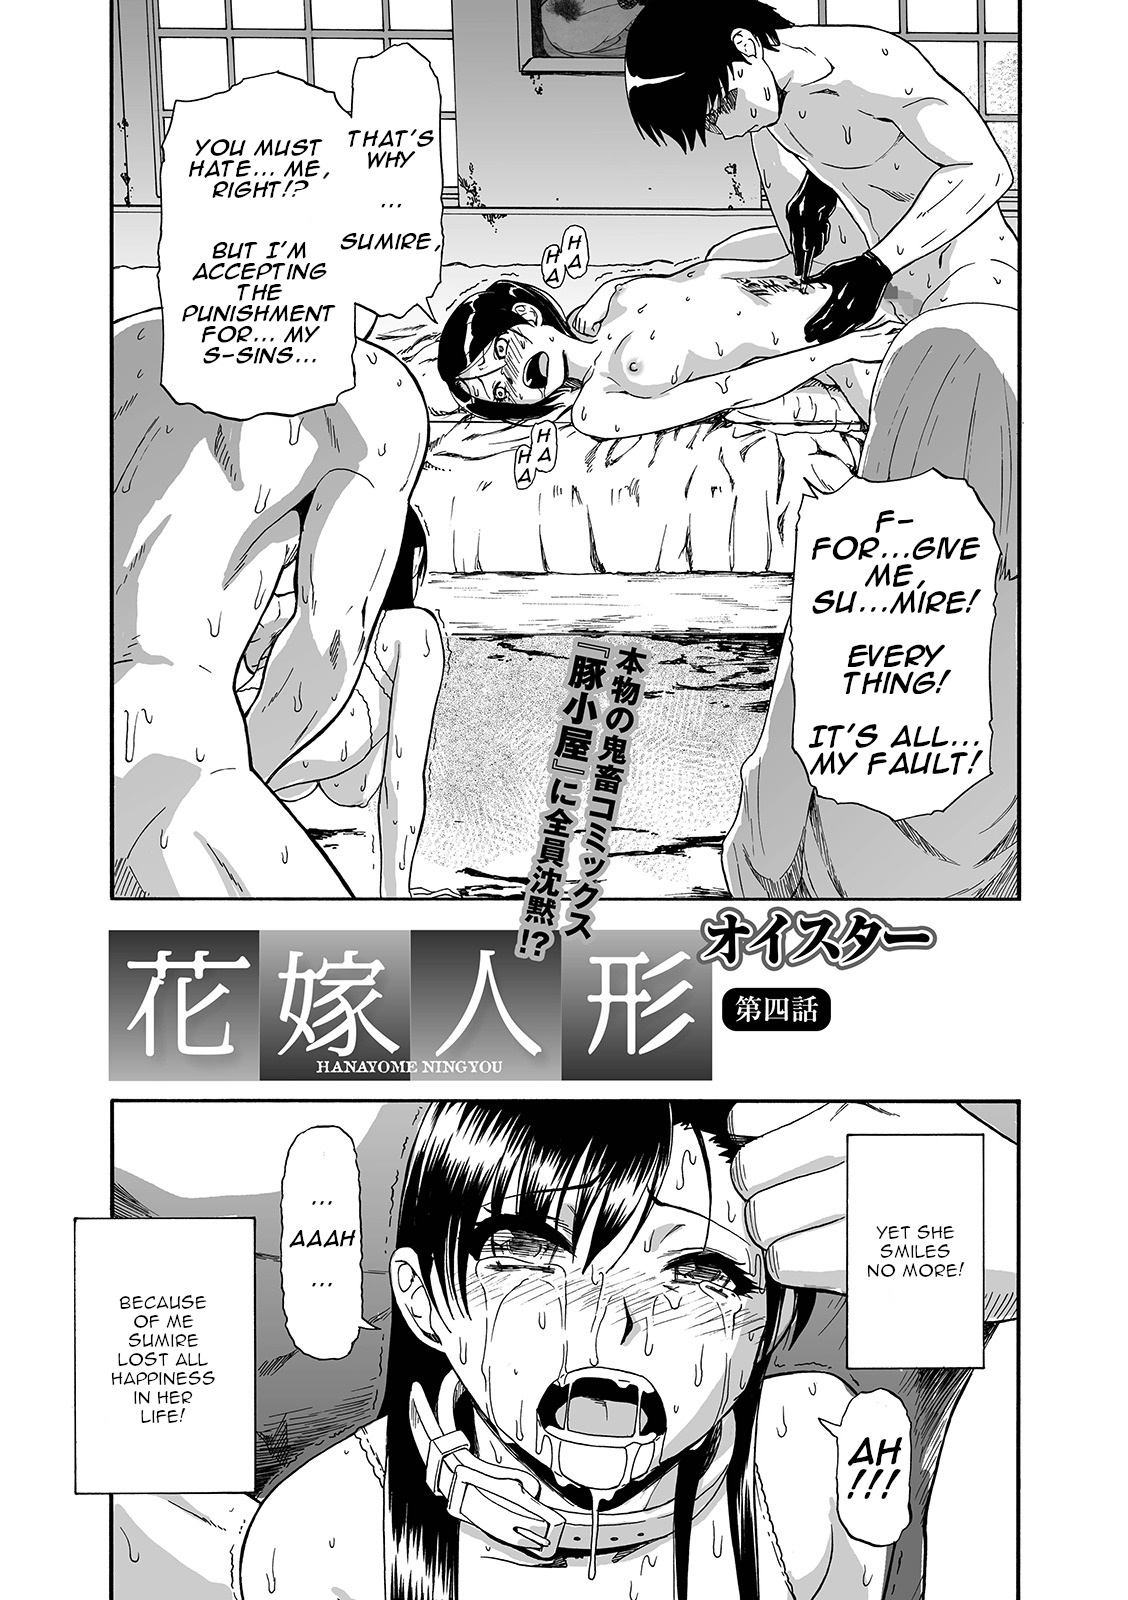 THAT'S
WHY
...
SUMIRE,
YOU MUST
HATE... ME,
RIGHT!?
BUT I'M
ACCEPTING
THE
PUNISHMENT
FOR... MY
S-SINS...
HA
HA
HA
HA
F-
FOR...GIVE
ME,
SU...MIRE!
EVERY
THING!
IT'S ALL...
MY FAULT!
本物の鬼畜コミックス
『豚小屋』に全員沈黙!?
オイスター
花嫁人形
HANAYOME NINGYOU
第四話
YET SHE
SMILES
NO MORE!
...
AAAH
...
BECAUSE
OF ME
SUMIRE
LOST ALL
HAPPINESS
IN HER
LIFE!
AH
!!!